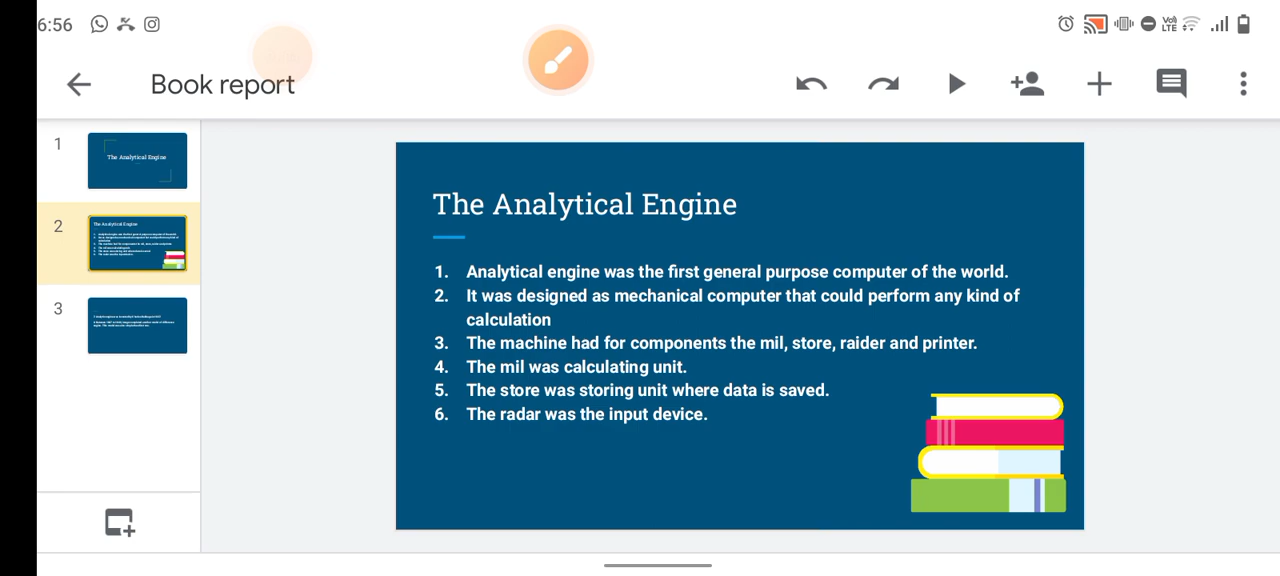 6:56
Vo)
LTE
Book report
1
The Analytical Engine
2
The Analytical Engine
3
The Analytical Engine
1. Analytical engine was the first general purpose computer of the world.
2. It was designed as mechanical computer that could perform any kind of
calculation
3. The machine had for components the mil, store, raider and printer.
4. The mil was calculating unit.
5. The store was storing unit where data is saved.
6. The radar was the input device.